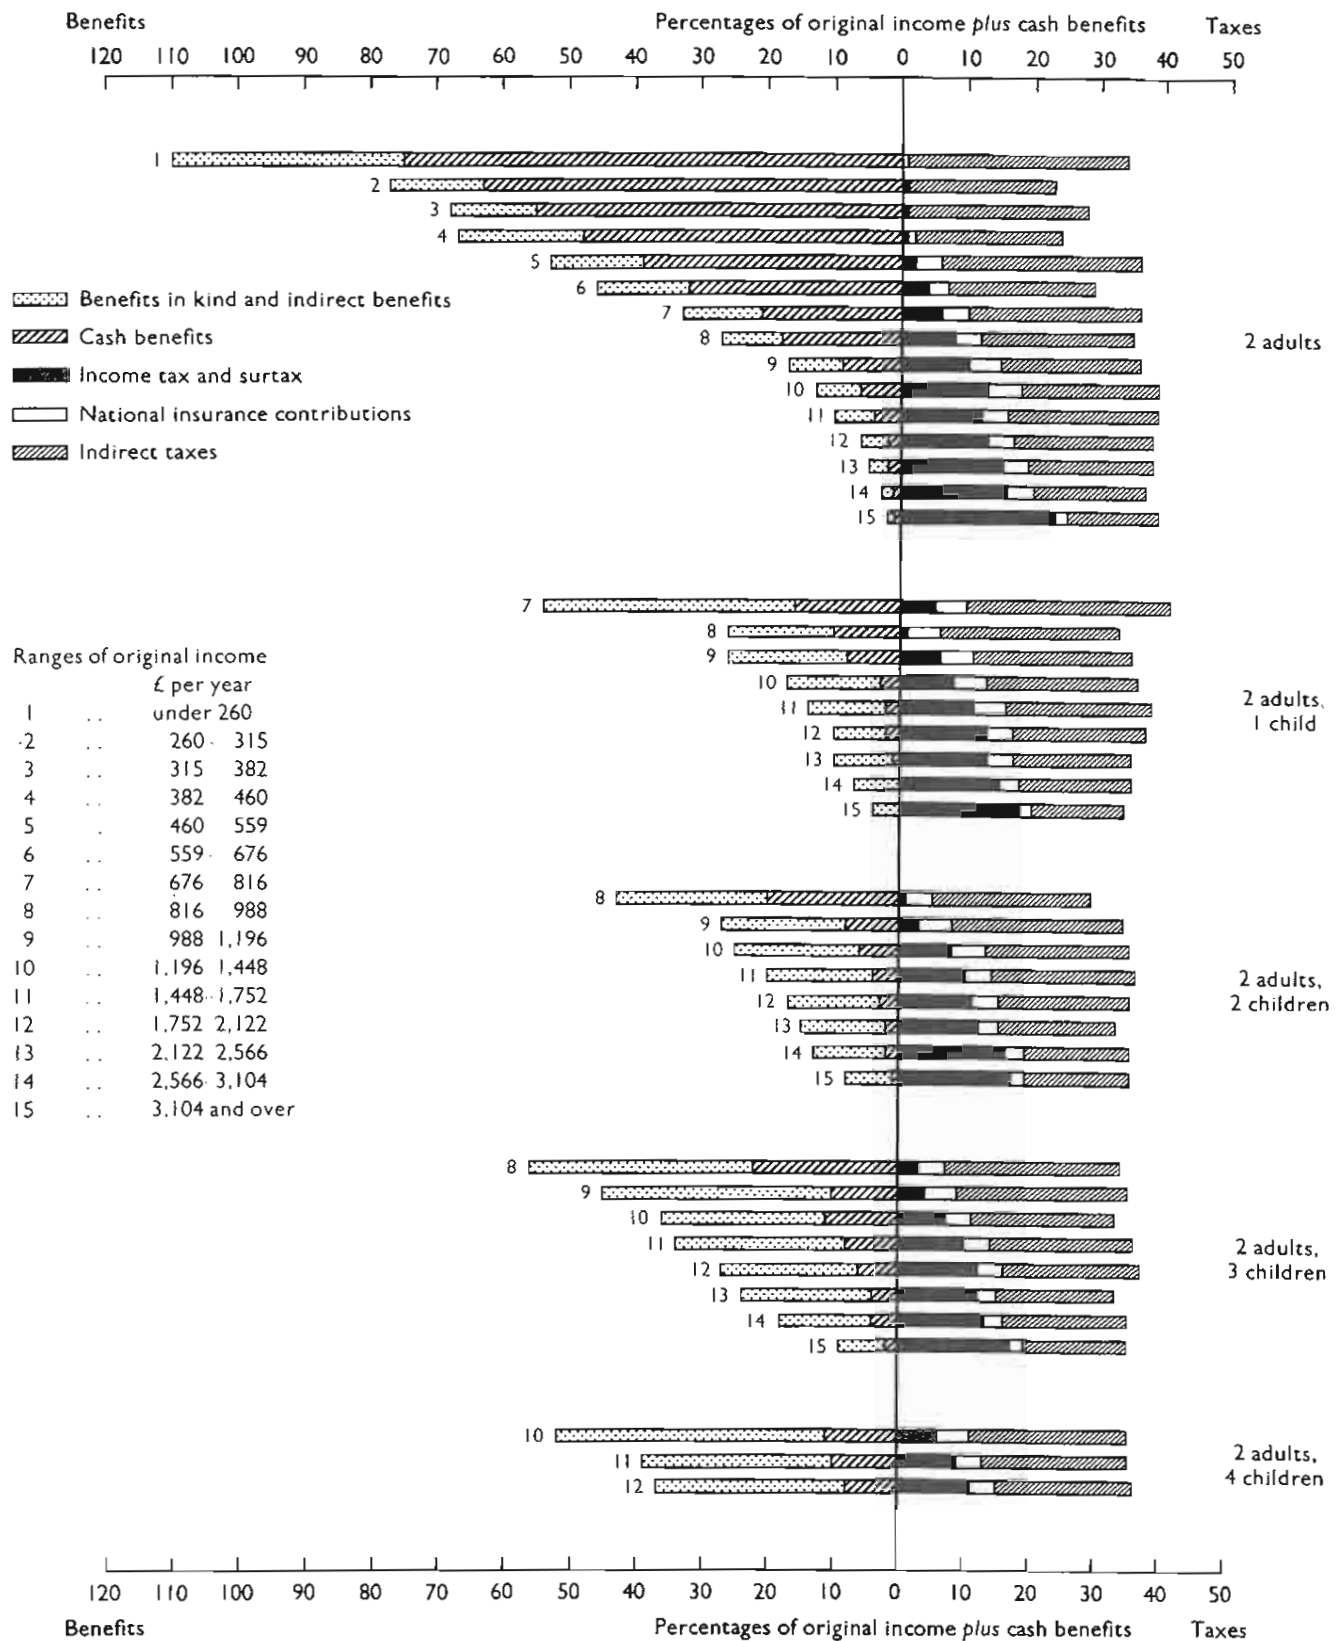 Benefits Percentages of original income plus cash benefits Taxes
120 110 100 90 80 70 60 50 40 30 20 10 0 10 20 30 40 50
1
2
3
4
5
6
7
8
9
10
11
12
13
14
15
2 adults
Benefits in kind and indirect benefits
Cash benefits
Income tax and surtax
National insurance contributions
Indirect taxes
7
8
9
10
11
12
13
14
15
2 adults,
1 child
Ranges of original income
£ per year
1 .. under 260
2 .. 260 315
3 .. 315 382
4 .. 382 460
5 . 460 559
6 .. 559 676
7 .. 676 816
8 .. 816 988
9 .. 988 1,196
10 .. 1,196 1,448
11 .. 1,448 1,752
12 .. 1,752 2,122
13 .. 2,122 2,566
14 .. 2,566 3,104
15 .. 3,104 and over
8
9
10
11
12
13
14
15
2 adults,
2 children
8
9
10
11
12
13
14
15
2 adults,
3 children
10
11
12
2 adults,
4 children
120 110 100 90 80 70 60 50 40 30 20 10 0 10 20 30 40 50
Benefits Percentages of original income plus cash benefits Taxes